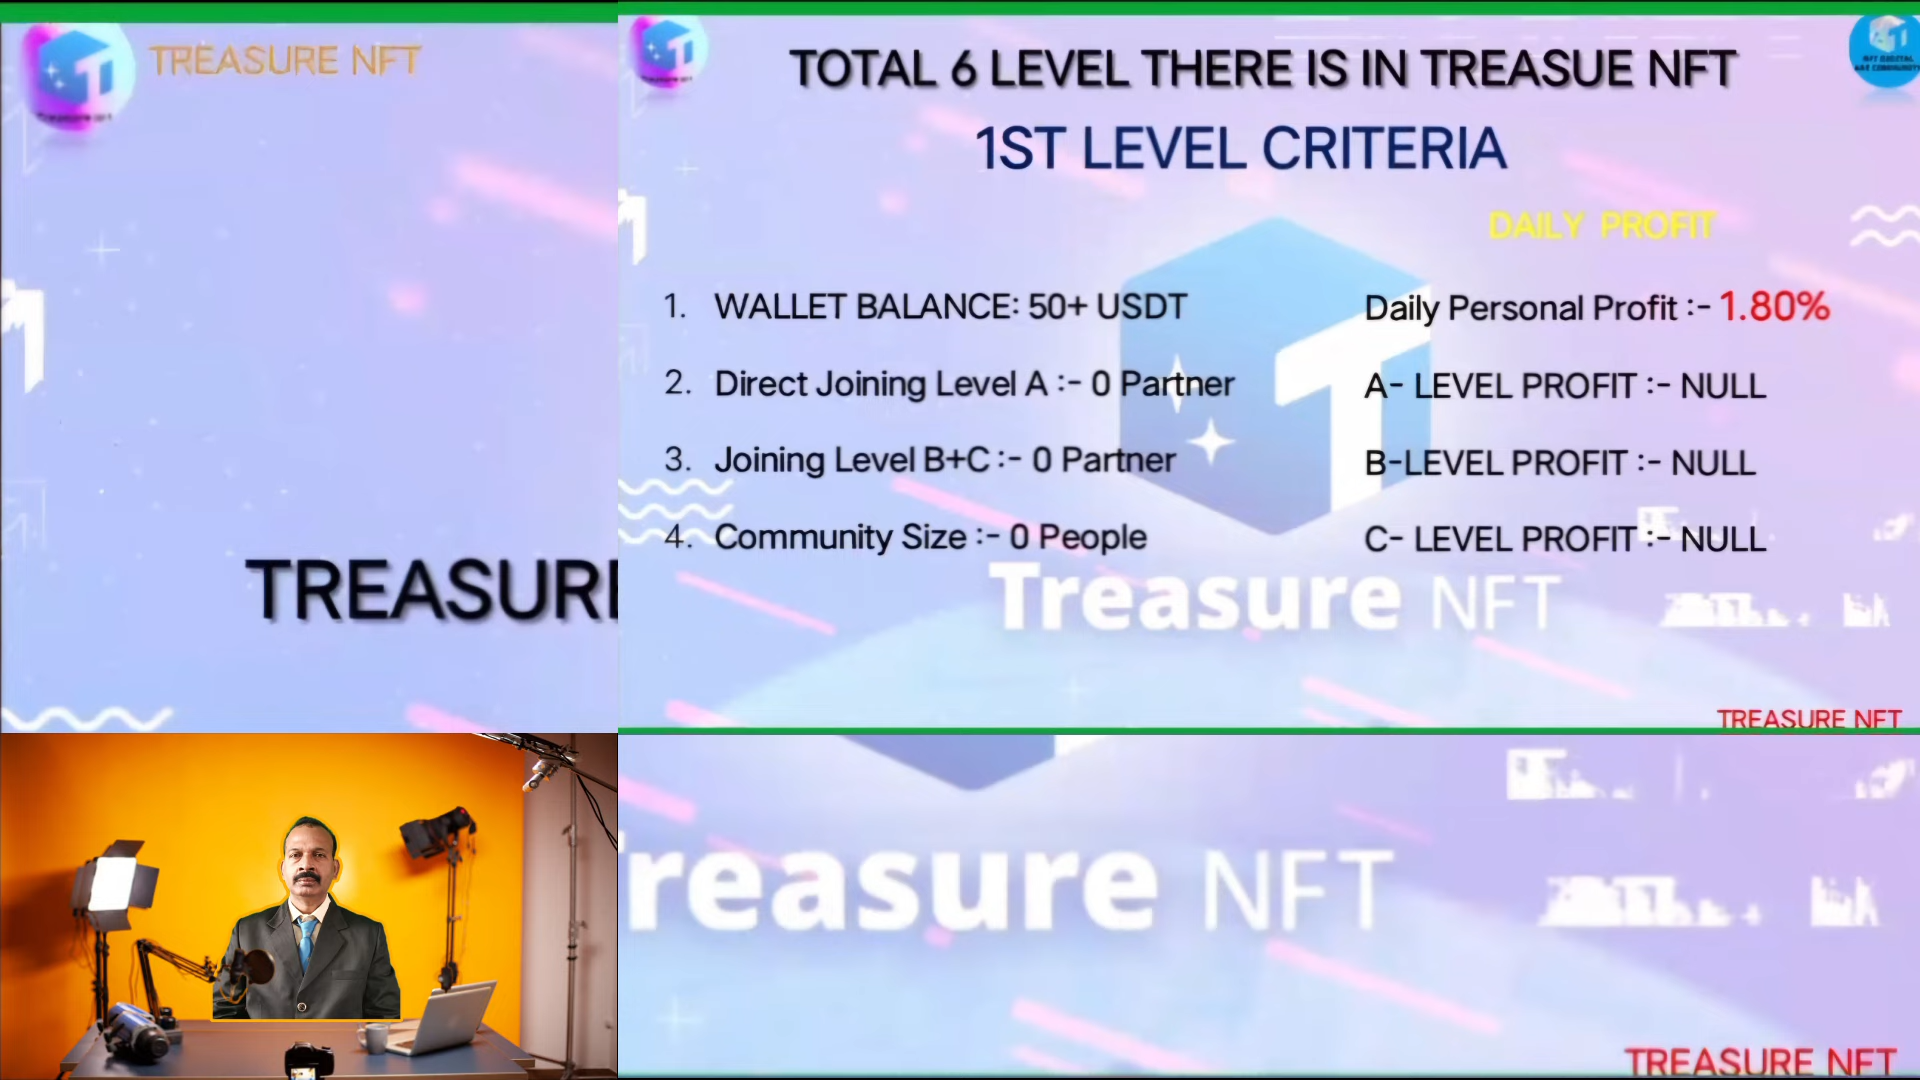 TREASURE NFT
TREASURE
TOTAL 6 LEVEL THERE IS IN TREASUE NFT
1ST LEVEL CRITERIA
DAILY PROFIT
1. WALLET BALANCE: 50+ USDT
Daily Personal Profit :- 1.80%
2. Direct Joining Level A :- 0 Partner
A- LEVEL PROFIT :- NULL
3. Joining Level B+C :- 0 Partner
B-LEVEL PROFIT :- NULL
4. Community Size :- 0 People
C- LEVEL PROFIT :- NULL
Treasure NFT
TREASURE NFT
reasure NFT
TREASURE NFT